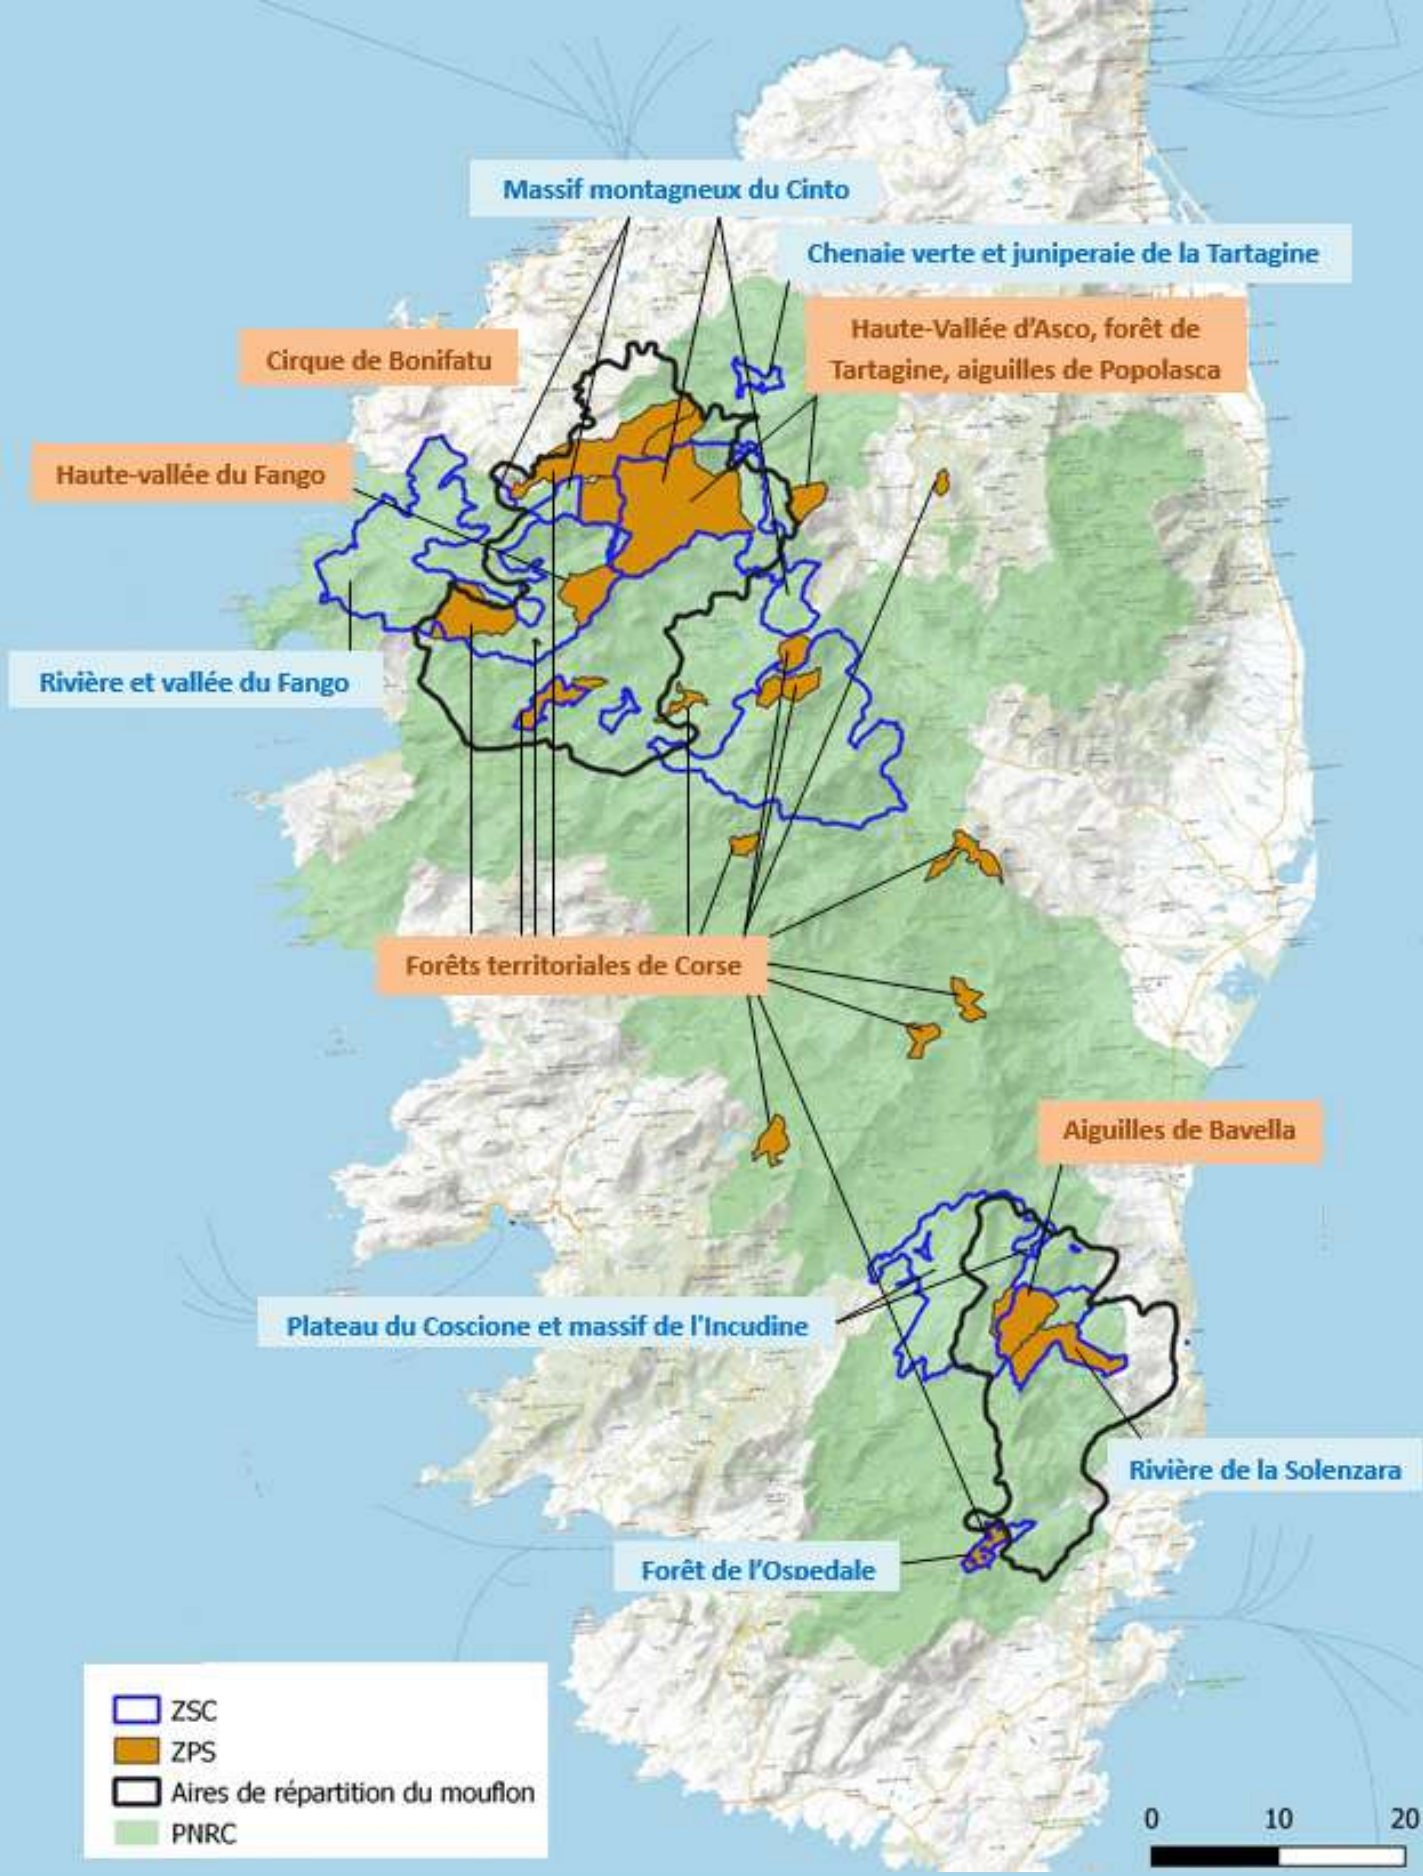 Massif montagneux du Cinto
Chenaie verte et juniperaie de la Tartagine
Haute-Vallée d'Asco, forêt de
Tartagine, aiguilles de Popolasca
Cirque de Bonifatu
Haute-vallée du Fango
Rivière et vallée du Fango
Forêts territoriales de Corse
Aiguilles de Bavella
Plateau du Coscione et massif de l'Incudine
Rivière de la Solenzara
Forêt de l'Ospedale
ZSC
ZPS
Aires de répartition du mouflon
PNRC
0 10 20